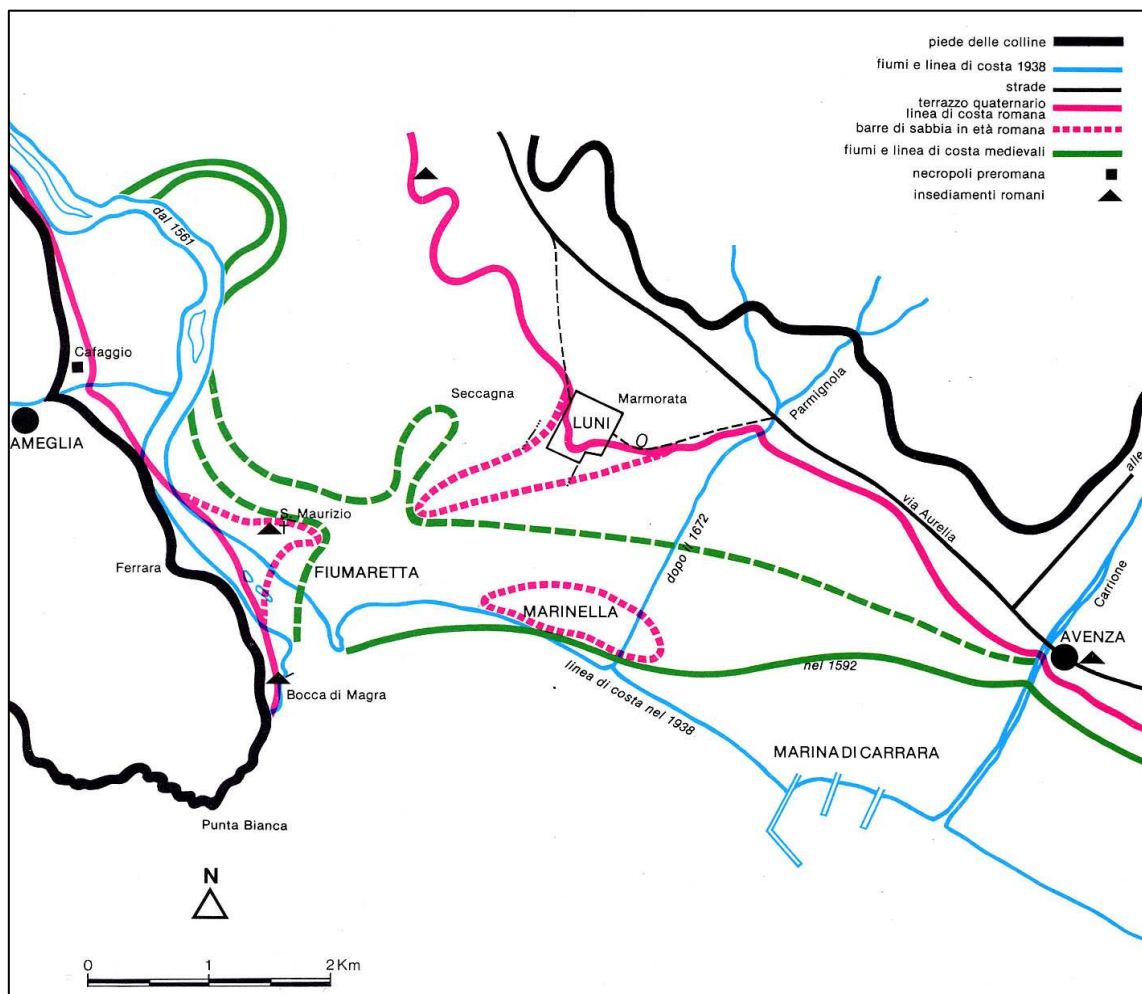 piede delle colline
fiumi e linea di costa 1938
strade
terrazzo quaternario
linea di costa romana
barre di sabbia in età romana
fiumi e linea di costa medievali
necropoli preromana
insediamenti romani
dal 1561
Cafaggio
AMEGLIA
Seccagna
LUNI
Marmorata
Parmignola
via Aurelia
alle
Carrione
S. Maurizio
Ferrara
FIUMARETTA
dopo il 1672
MARINELLA
AVENZA
nel 1592
Bocca di Magra
linea di costa nel 1938
MARINA DI CARRARA
Punta Bianca
N
0 1 2 Km